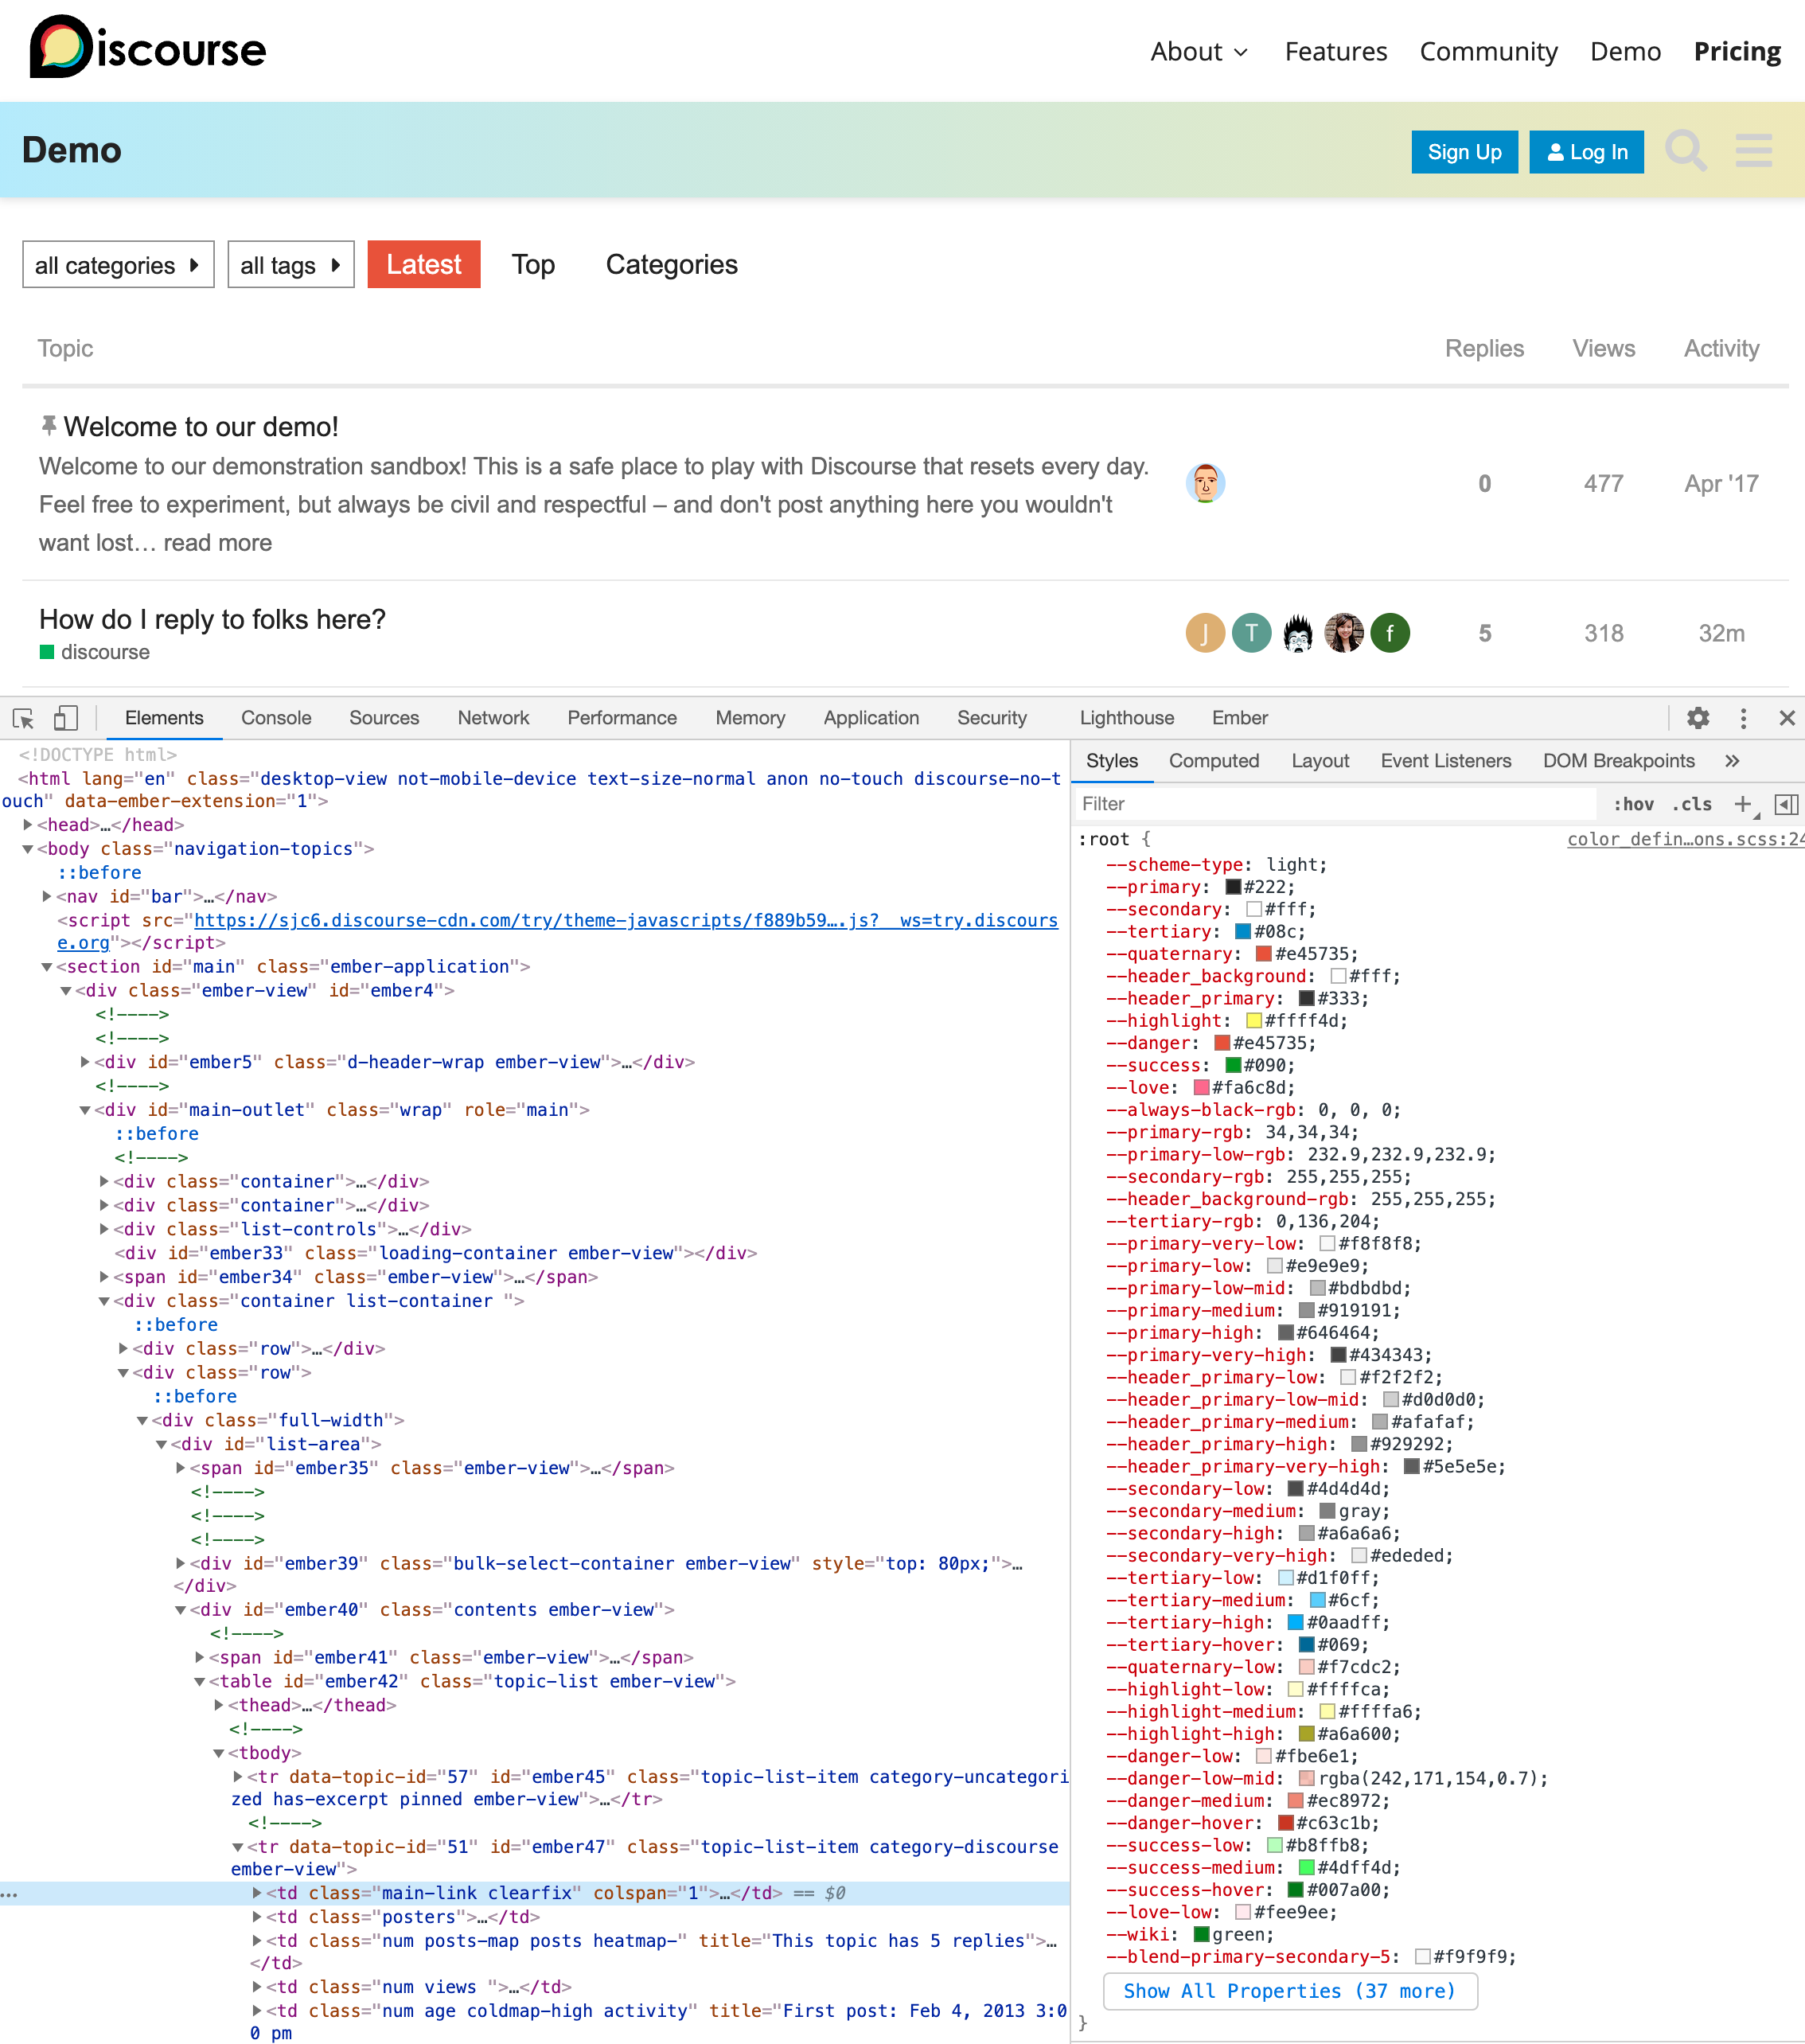 Discourse
About Features Community Demo Pricing
Demo
Sign Up Log In
all categories all tags Latest Top Categories
Topic Replies Views Activity
Welcome to our demo!
Welcome to our demonstration sandbox! This is a safe place to play with Discourse that resets every day.
Feel free to experiment, but always be civil and respectful – and don't post anything here you wouldn't
want lost… read more
0 477 Apr '17
How do I reply to folks here?
discourse
J T f 5 318 32m
Elements Console Sources Network Performance Memory Application Security Lighthouse Ember
<!DOCTYPE html>
<html lang="en" class="desktop-view not-mobile-device text-size-normal anon no-touch discourse-no-t
ouch" data-ember-extension="1">
<head>…</head>
<body class="navigation-topics">
::before
<nav id="bar">…</nav>
<script src="https://sjc6.discourse-cdn.com/try/theme-javascripts/f889b59….js?__ws=try.discours
e.org"></script>
<section id="main" class="ember-application">
<div class="ember-view" id="ember4">
<!---->
<!---->
<div id="ember5" class="d-header-wrap ember-view">…</div>
<!---->
<div id="main-outlet" class="wrap" role="main">
::before
<!---->
<div class="container">…</div>
<div class="container">…</div>
<div class="list-controls">…</div>
<div id="ember33" class="loading-container ember-view"></div>
<span id="ember34" class="ember-view">…</span>
<div class="container list-container ">
::before
<div class="row">…</div>
<div class="row">
::before
<div class="full-width">
<div id="list-area">
<span id="ember35" class="ember-view">…</span>
<!---->
<!---->
<!---->
<div id="ember39" class="bulk-select-container ember-view" style="top: 80px;">…
</div>
<div id="ember40" class="contents ember-view">
<!---->
<span id="ember41" class="ember-view">…</span>
<table id="ember42" class="topic-list ember-view">
<thead>…</thead>
<!---->
<tbody>
<tr data-topic-id="57" id="ember45" class="topic-list-item category-uncategori
zed has-excerpt pinned ember-view">…</tr>
<!---->
<tr data-topic-id="51" id="ember47" class="topic-list-item category-discourse
ember-view">
… <td class="main-link clearfix" colspan="1">…</td> == $0
<td class="posters">…</td>
<td class="num posts-map posts heatmap-" title="This topic has 5 replies">…
</td>
<td class="num views ">…</td>
<td class="num age coldmap-high activity" title="First post: Feb 4, 2013 3:0
0 pm
Styles Computed Layout Event Listeners DOM Breakpoints »
Filter :hov .cls +
:root { color_defin…ons.scss:24
--scheme-type: light;
--primary: #222;
--secondary: #fff;
--tertiary: #08c;
--quaternary: #e45735;
--header_background: #fff;
--header_primary: #333;
--highlight: #ffff4d;
--danger: #e45735;
--success: #090;
--love: #fa6c8d;
--always-black-rgb: 0, 0, 0;
--primary-rgb: 34,34,34;
--primary-low-rgb: 232.9,232.9,232.9;
--secondary-rgb: 255,255,255;
--header_background-rgb: 255,255,255;
--tertiary-rgb: 0,136,204;
--primary-very-low: #f8f8f8;
--primary-low: #e9e9e9;
--primary-low-mid: #bdbdbd;
--primary-medium: #919191;
--primary-high: #646464;
--primary-very-high: #434343;
--header_primary-low: #f2f2f2;
--header_primary-low-mid: #d0d0d0;
--header_primary-medium: #afafaf;
--header_primary-high: #929292;
--header_primary-very-high: #5e5e5e;
--secondary-low: #4d4d4d;
--secondary-medium: gray;
--secondary-high: #a6a6a6;
--secondary-very-high: #ededed;
--tertiary-low: #d1f0ff;
--tertiary-medium: #6cf;
--tertiary-high: #0aadff;
--tertiary-hover: #069;
--quaternary-low: #f7cdc2;
--highlight-low: #ffffca;
--highlight-medium: #ffffa6;
--highlight-high: #a6a600;
--danger-low: #fbe6e1;
--danger-low-mid: rgba(242,171,154,0.7);
--danger-medium: #ec8972;
--danger-hover: #c63c1b;
--success-low: #b8ffb8;
--success-medium: #4dff4d;
--success-hover: #007a00;
--love-low: #fee9ee;
--wiki: green;
--blend-primary-secondary-5: #f9f9f9;
Show All Properties (37 more)
}